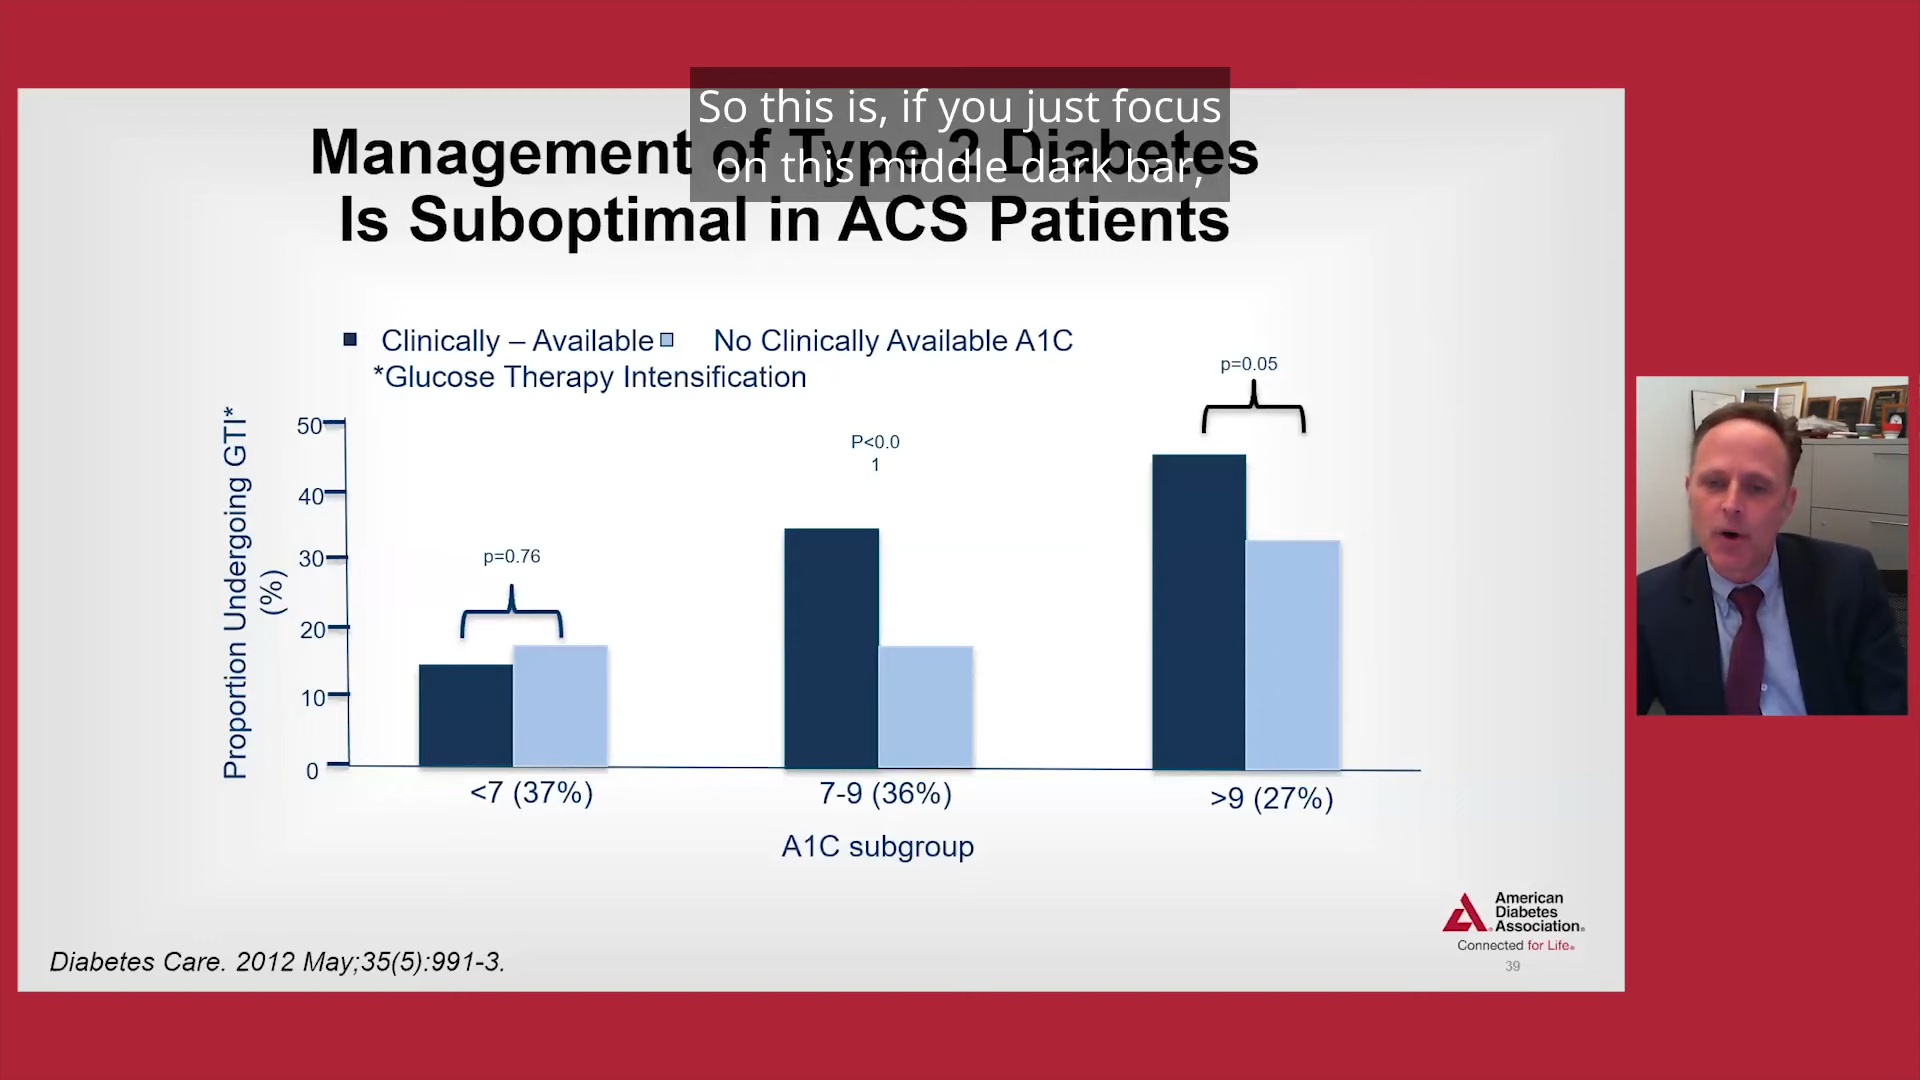 So this is, if you just focus
on this middle dark bar,
Management of Type 2 Diabetes
Is Suboptimal in ACS Patients
Clinically – Available No Clinically Available A1C
*Glucose Therapy Intensification
Proportion Undergoing GTI*
(%)
50
40
30
20
10
0
p=0.76
P<0.0
1
p=0.05
<7 (37%)
7-9 (36%)
>9 (27%)
A1C subgroup
American
Diabetes
Association®
Connected for Life®
39
Diabetes Care. 2012 May;35(5):991-3.